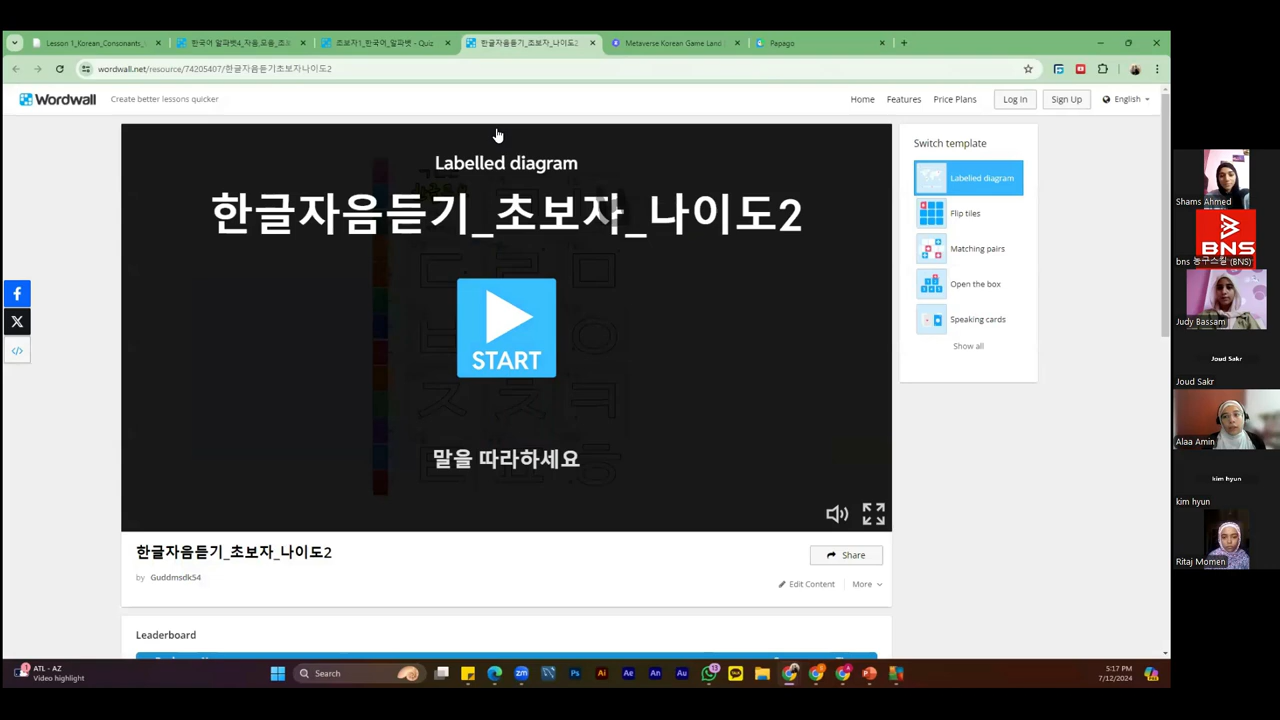 Lesson 1_Korean_Consonants_
한국어 알파벳4_자음,모음_초
초보자1_한국어_알파벳 - Quiz
한글자음듣기_초보자_나이도2
Metaverse Korean Game Land
Papago
wordwall.net/resource/74205407/한글자음듣기초보자나이도2
Wordwall
Create better lessons quicker
Home
Features
Price Plans
Log In
Sign Up
English
Labelled diagram
한글자음듣기_초보자_나이도2
START
말을 따라하세요
Switch template
Labelled diagram
Flip tiles
Matching pairs
Open the box
Speaking cards
Show all
한글자음듣기_초보자_나이도2
Share
by Guddmsdk54
Edit Content
More
Leaderboard
Shams Ahmed
BNS
bns 농구스킬 (BNS)
Judy Bassam
Joud Sakr
Joud Sakr
Alaa Amin
kim hyun
kim hyun
Ritaj Momen
ATL - AZ
Video highlight
Search
Ps
Ai
Ae
An
Au
5:17 PM
7/12/2024